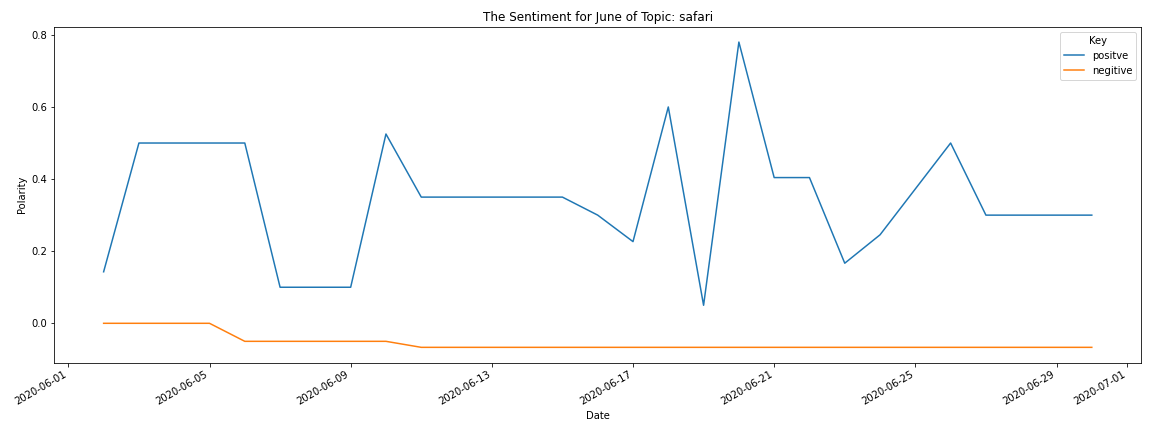 The Sentiment for June of Topic: safari
Key
positve
negitive
0.8
0.6
0.4
0.2
0.0
Polarity
2020-06-01
2020-06-05
2020-06-09
2020-06-13
2020-06-17
2020-06-21
2020-06-25
2020-06-29
2020-07-01
Date